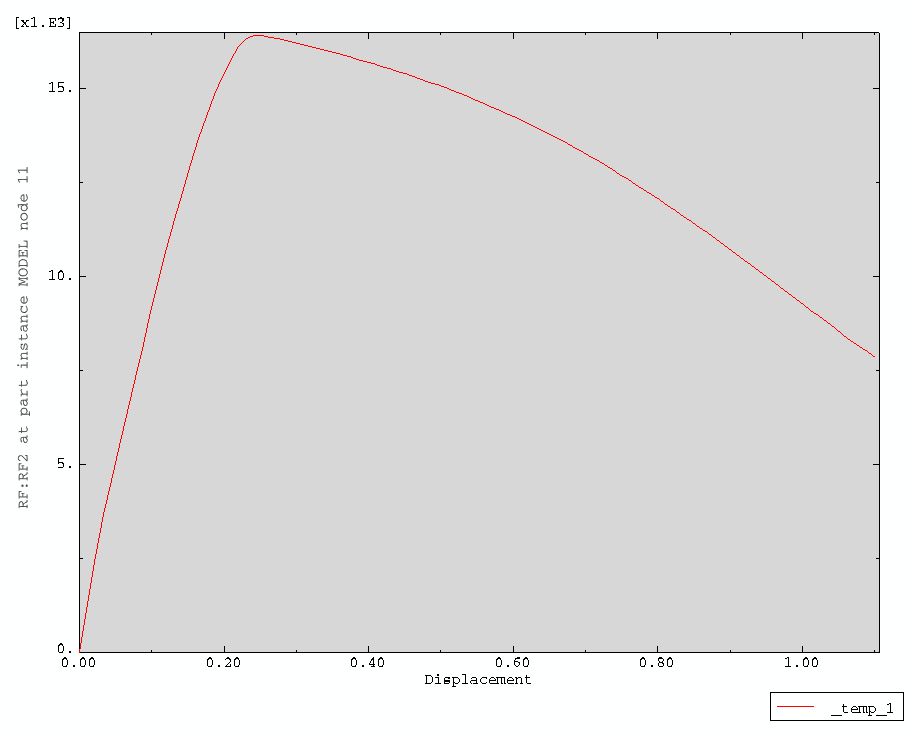 [x1.E3]
15.
10.
5.
0.
RF:RF2 at part instance MODEL node 11
0.00 0.20 0.40 0.60 0.80 1.00
Displacement
_temp_1